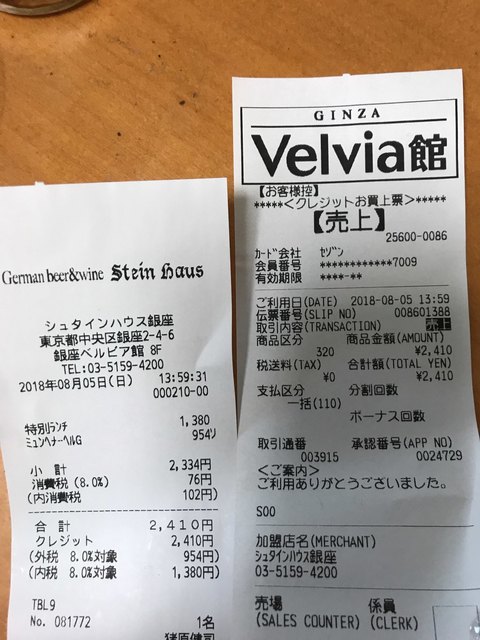 German beer&wine Stein Haus
シュタインハウス銀座
東京都中央区銀座2-4-6
銀座ベルビア館 8F
TEL:03-5159-4200
2018年08月05日(日) 13:59:31
000210-00
特別ランチ 1,380
ミュンヘナーヘルG 954ソ
小 計 2,334円
消費税 (8.0%) 76円
(内消費税 102円)
合 計 2,410円
クレジット 2,410円
(外税 8.0%対象 954円)
(内税 8.0%対象 1,380円)
TBL9
No. 081772 1名
猪原健司
GINZA
Velvia館
【お客様控】
*****<クレジットお買上票>*****
【売上】
25600-0086
カード会社 セゾン
会員番号 ************7009
有効期限 ****-**
ご利用日(DATE) 2018-08-05 13:59
伝票番号(SLIP NO) 008601388
取引内容(TRANSACTION) 売上
商品区分 商品金額(AMOUNT)
320 ¥2,410
税送料(TAX) 合計額(TOTAL YEN)
¥0 ¥2,410
支払区分 分割回数
一括(110)
ボーナス回数
取引通番 承認番号(APP NO)
003915 0024729
<ご案内>
ご利用ありがとうございました。
S00
加盟店名(MERCHANT)
シュタインハウス銀座
03-5159-4200
売場 係員
(SALES COUNTER) (CLERK)